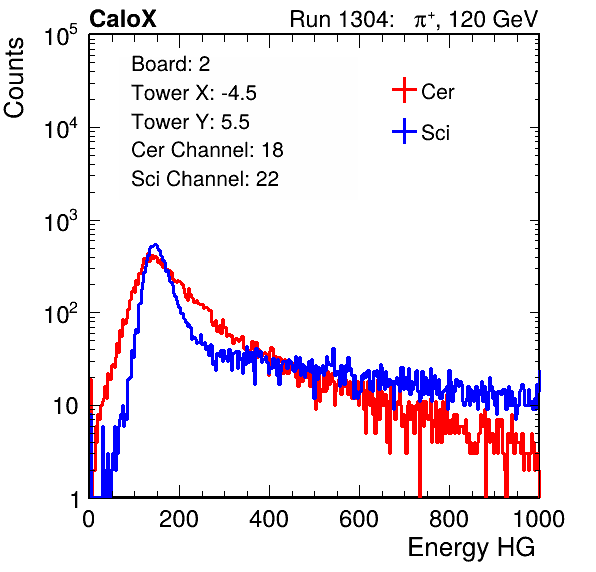 CaloX Run 1304: π⁺, 120 GeV
Counts
10⁵
10⁴
10³
10²
10
1
Board: 2
Tower X: -4.5
Tower Y: 5.5
Cer Channel: 18
Sci Channel: 22
Cer
Sci
0 200 400 600 800 1000
Energy HG